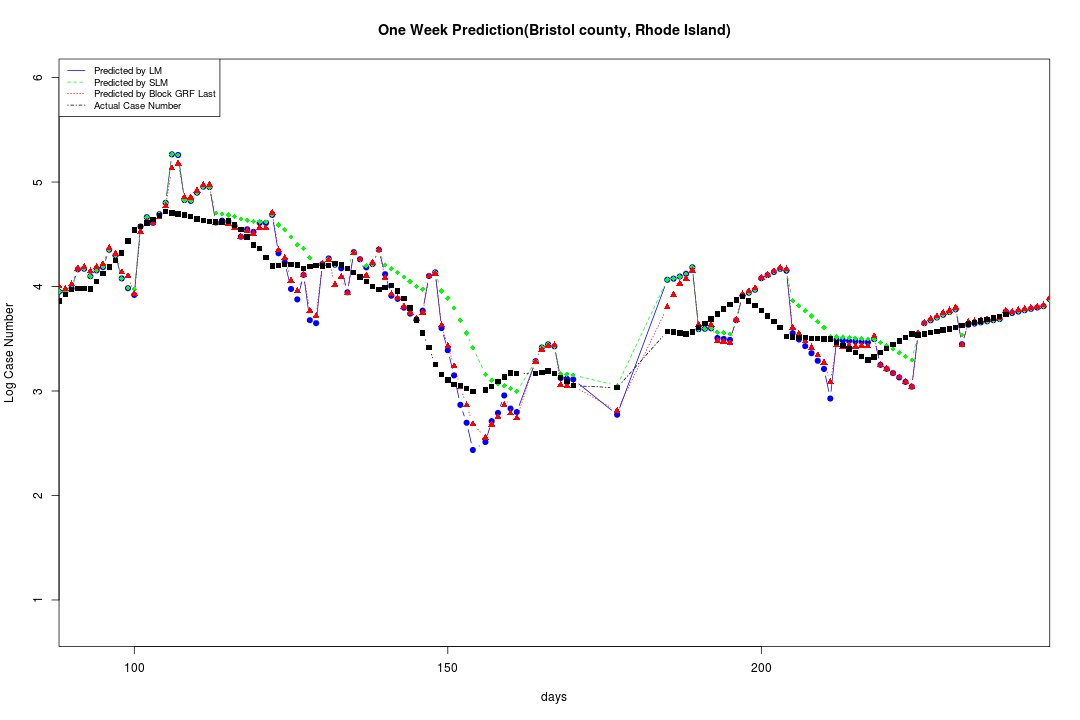 One Week Prediction(Bristol county, Rhode Island)
Predicted by LM
Predicted by SLM
Predicted by Block GRF Last
Actual Case Number
6
5
4
3
2
1
Log Case Number
100
150
200
days